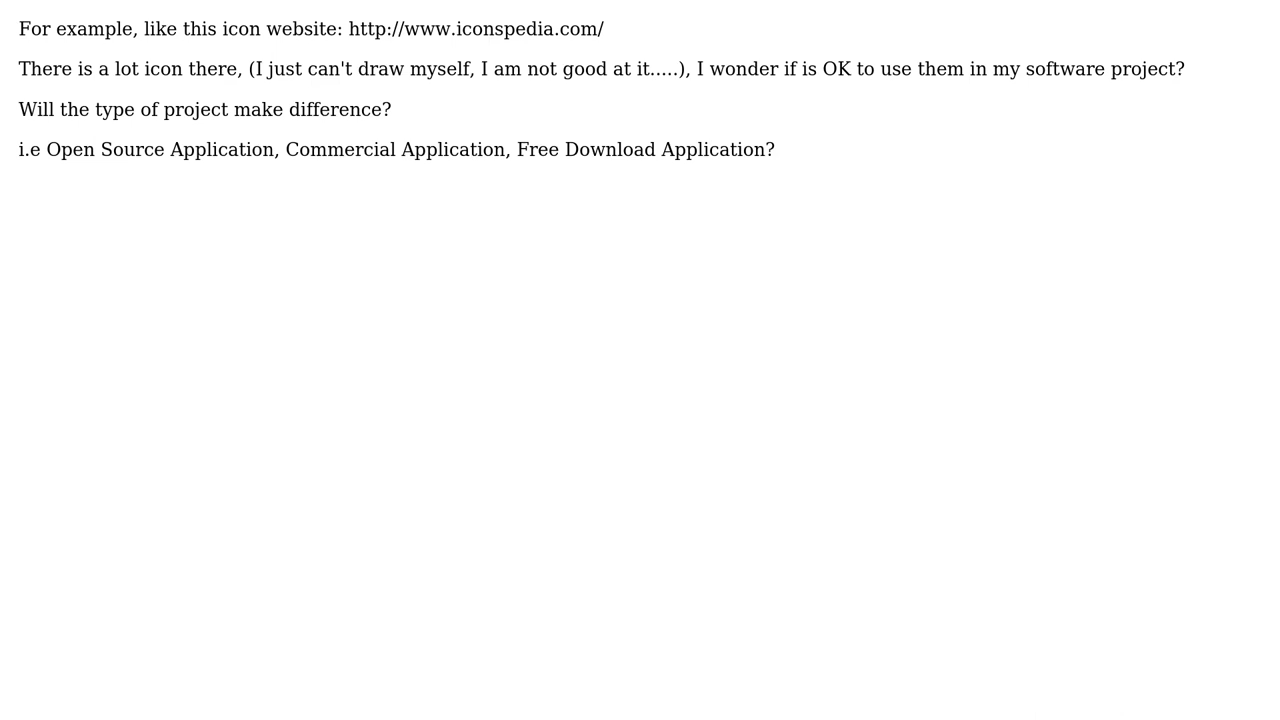 For example, like this icon website: http://www.iconspedia.com/
There is a lot icon there, (I just can't draw myself, I am not good at it.....), I wonder if is OK to use them in my software project?
Will the type of project make difference?
i.e Open Source Application, Commercial Application, Free Download Application?